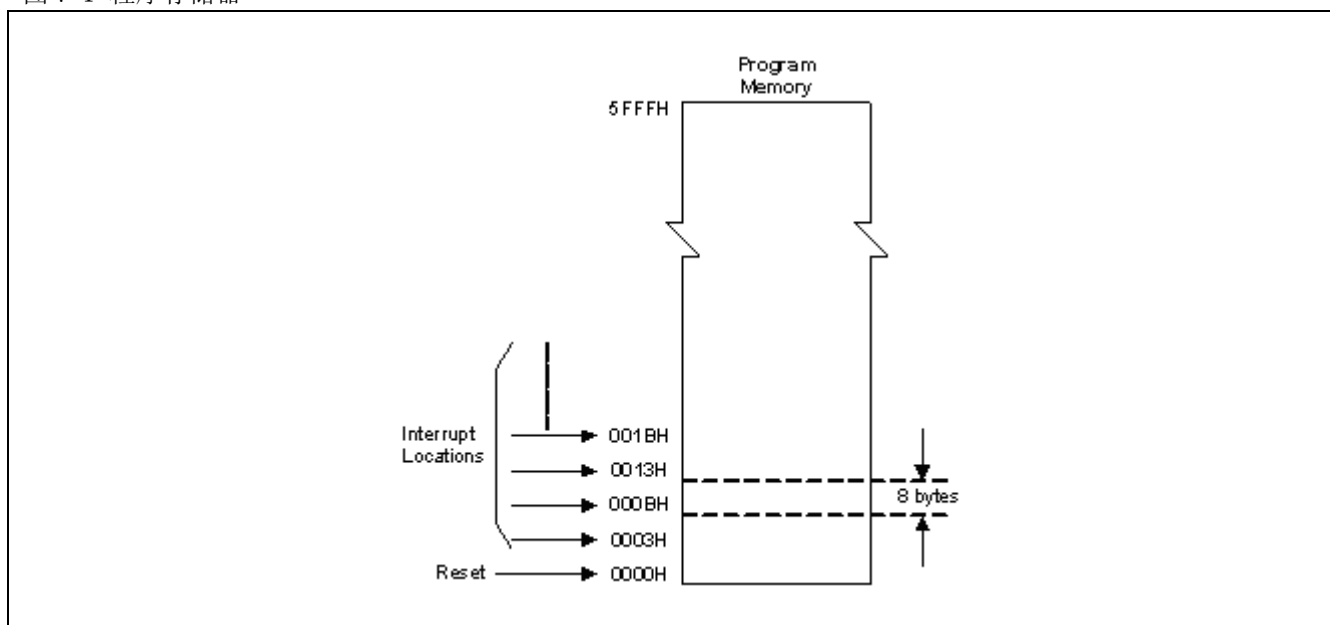 Program
Memory
5FFFH
Interrupt
Locations
001BH
0013H
000BH
0003H
8 bytes
Reset
0000H